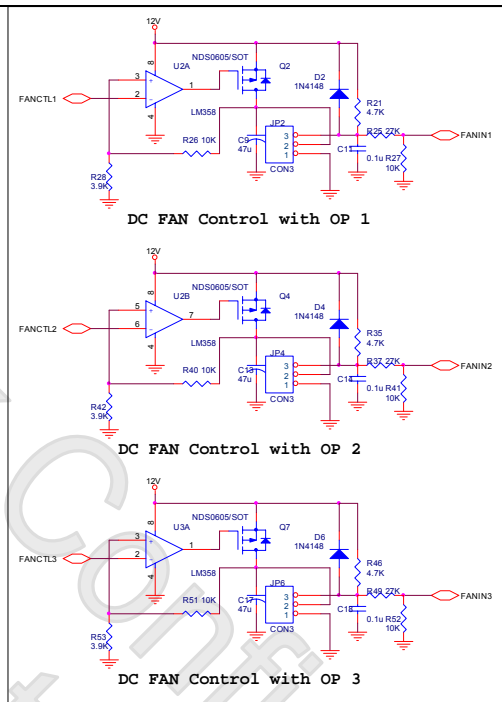 12V
NDS0605/SOT Q2
8
U2A
D2
1N4148
3
+
FANCTL1
2
-
1
R21
4.7K
4
LM358
JP2
R26 10K
C9
47u
3
2
1
R25 27K
FANIN1
C11
0.1u
R27
10K
CON3
R28
3.9K
DC FAN Control with OP 1
12V
NDS0605/SOT
8
U2B
Q4
D4
1N4148
5
+
FANCTL2
6
-
7
R35
4.7K
4
LM358
JP4
R40 10K
C13
47u
3
2
1
R37 27K
FANIN2
C14
0.1u
R41
10K
CON3
R42
3.9K
DC FAN Control with OP 2
12V
NDS0605/SOT
8
U3A
Q7
D6
1N4148
3
+
FANCTL3
2
-
1
R46
4.7K
4
LM358
JP6
R51 10K
C17
47u
3
2
1
R49 27K
FANIN3
C18
0.1u
R52
10K
CON3
R53
3.9K
DC FAN Control with OP 3